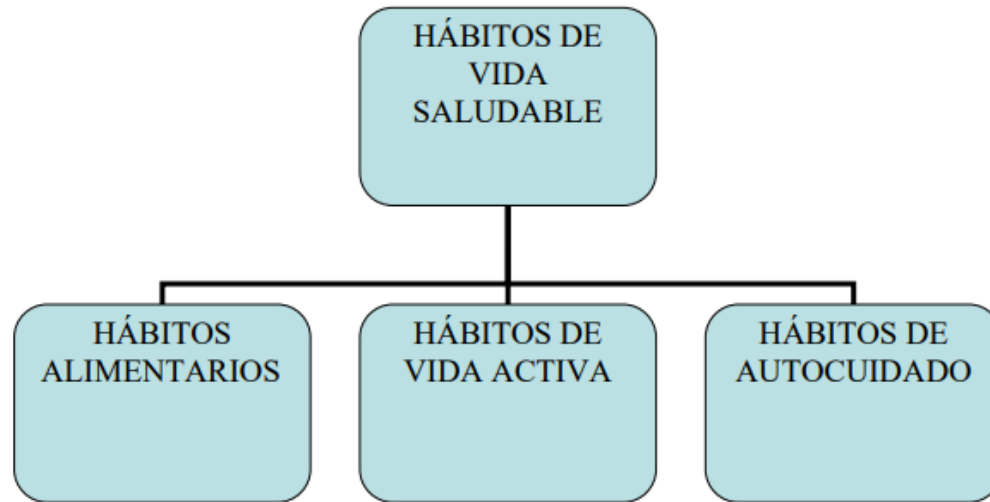 HÁBITOS DE
VIDA
SALUDABLE
HÁBITOS
ALIMENTARIOS
HÁBITOS DE
VIDA ACTIVA
HÁBITOS DE
AUTOCUIDADO